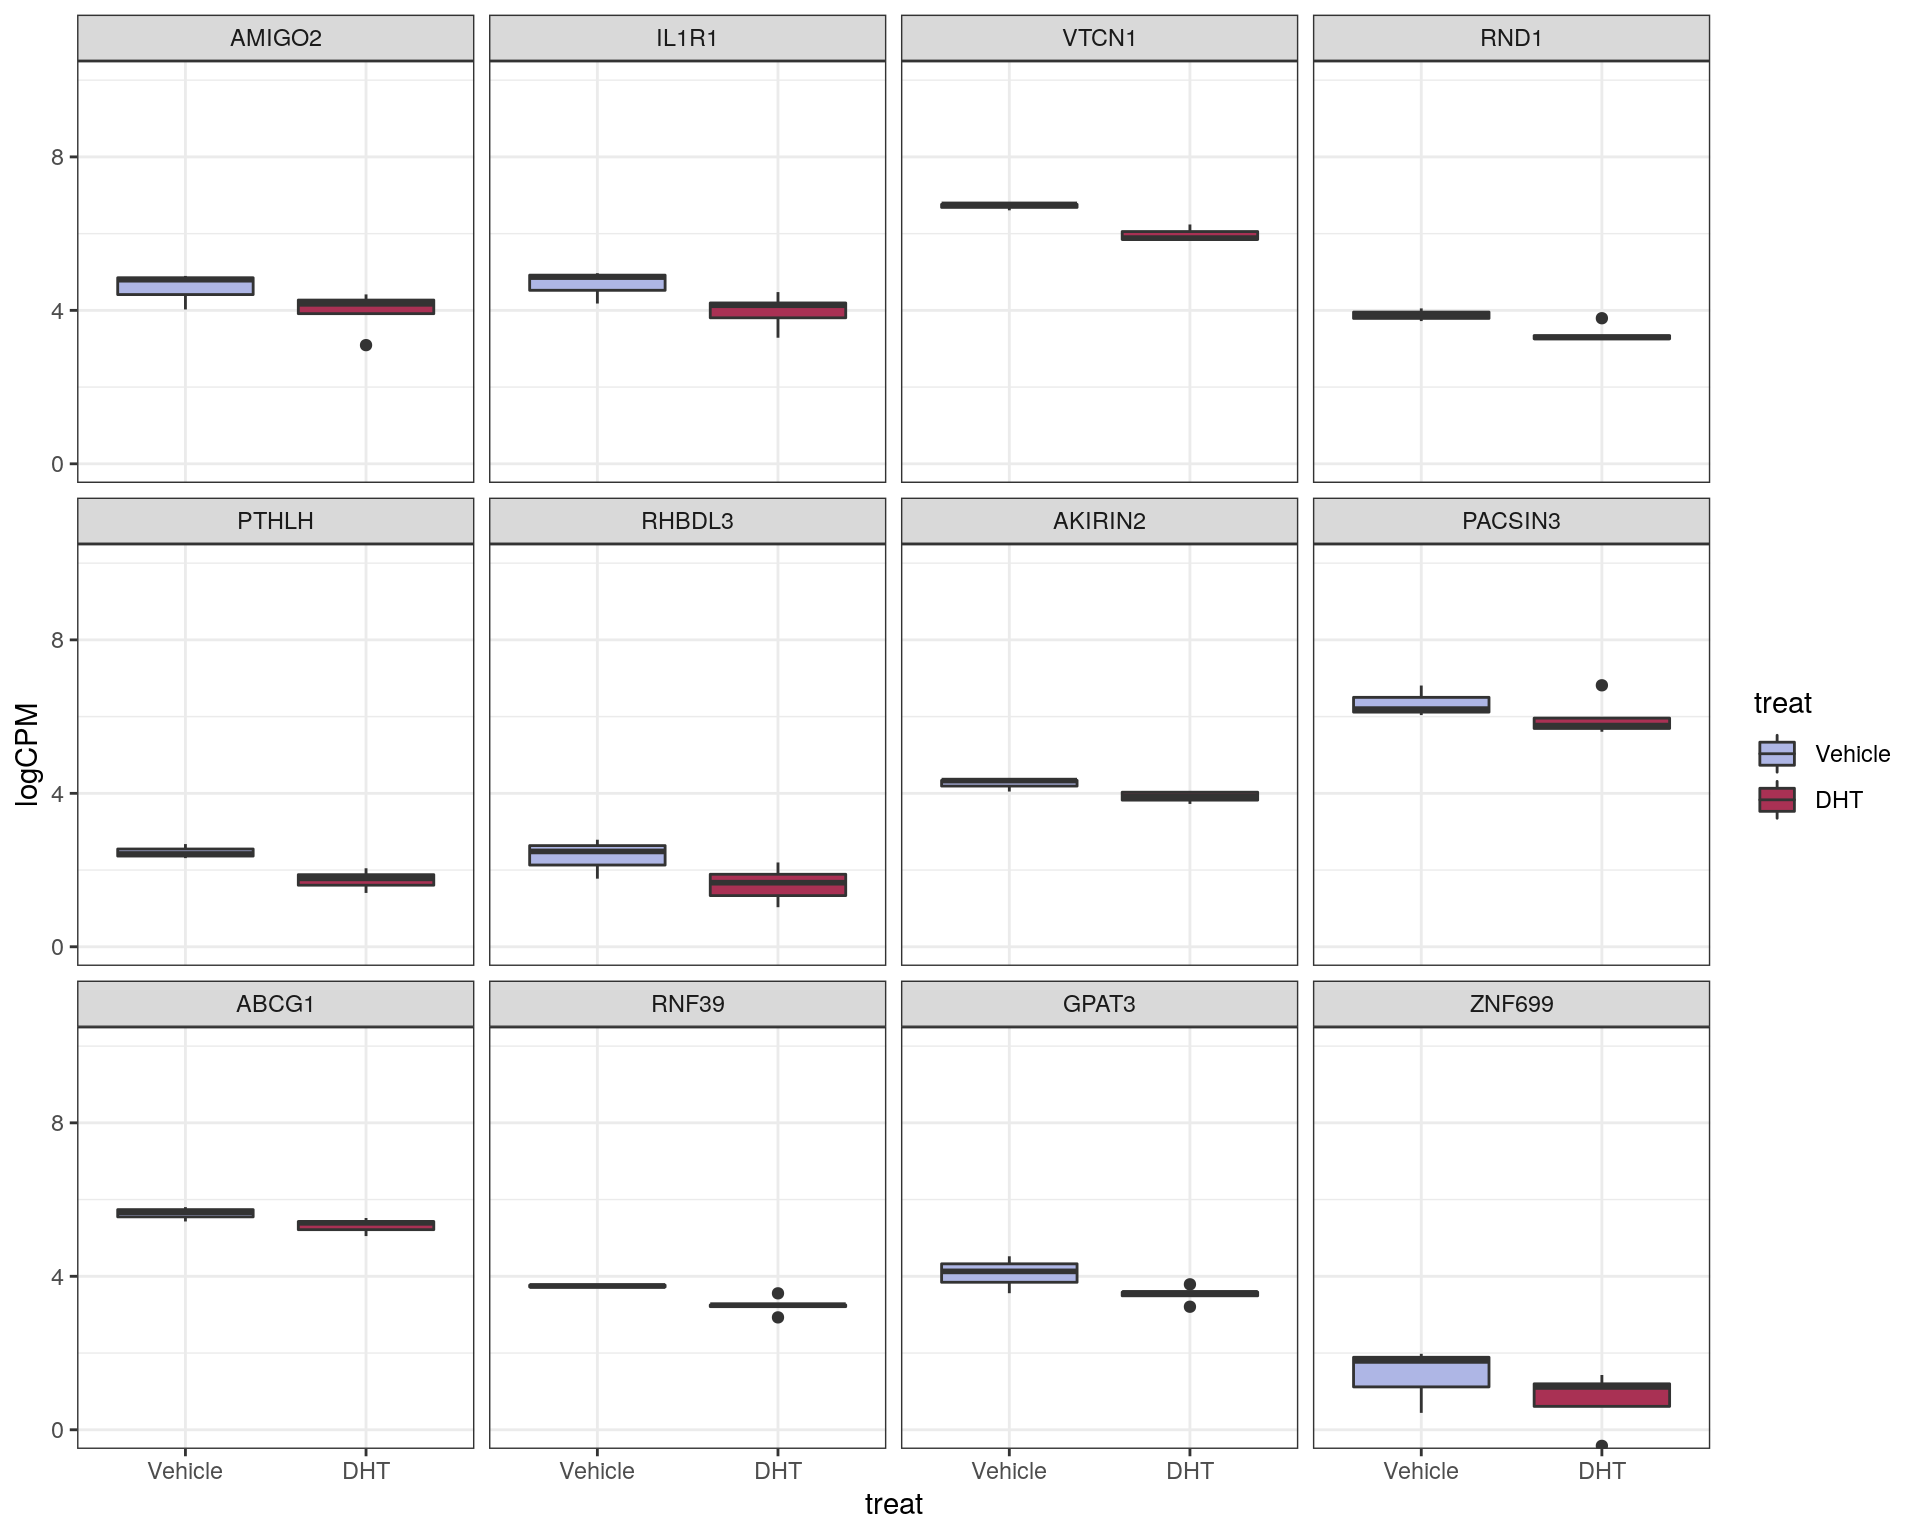 AMIGO2 IL1R1 VTCN1 RND1
8
4
0
PTHLH RHBDL3 AKIRIN2 PACSIN3
8
4
0
ABCG1 RNF39 GPAT3 ZNF699
8
4
0
Vehicle DHT Vehicle DHT Vehicle DHT Vehicle DHT
treat
logCPM
treat
Vehicle
DHT